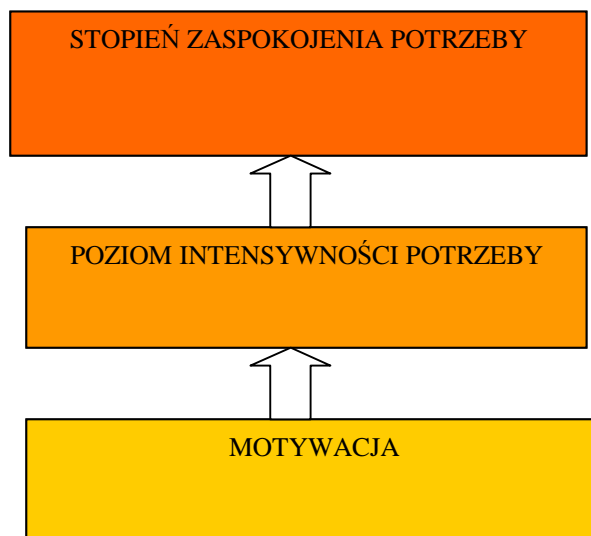 STOPIEŃ ZASPOKOJENIA POTRZEBY
POZIOM INTENSYWNOŚCI POTRZEBY
MOTYWACJA